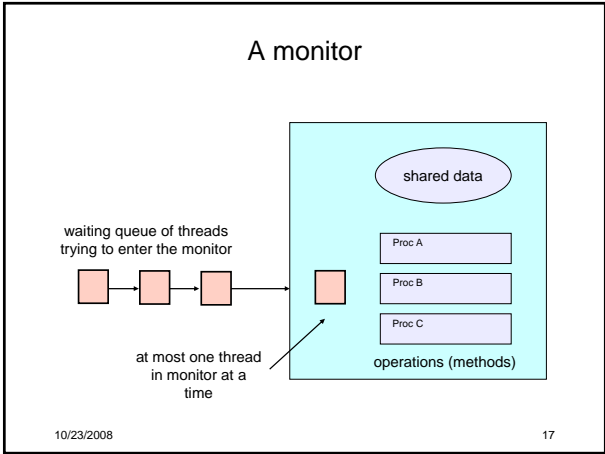 A monitor
shared data
waiting queue of threads
trying to enter the monitor
Proc A
Proc B
Proc C
at most one thread
in monitor at a
time
operations (methods)
10/23/2008
17